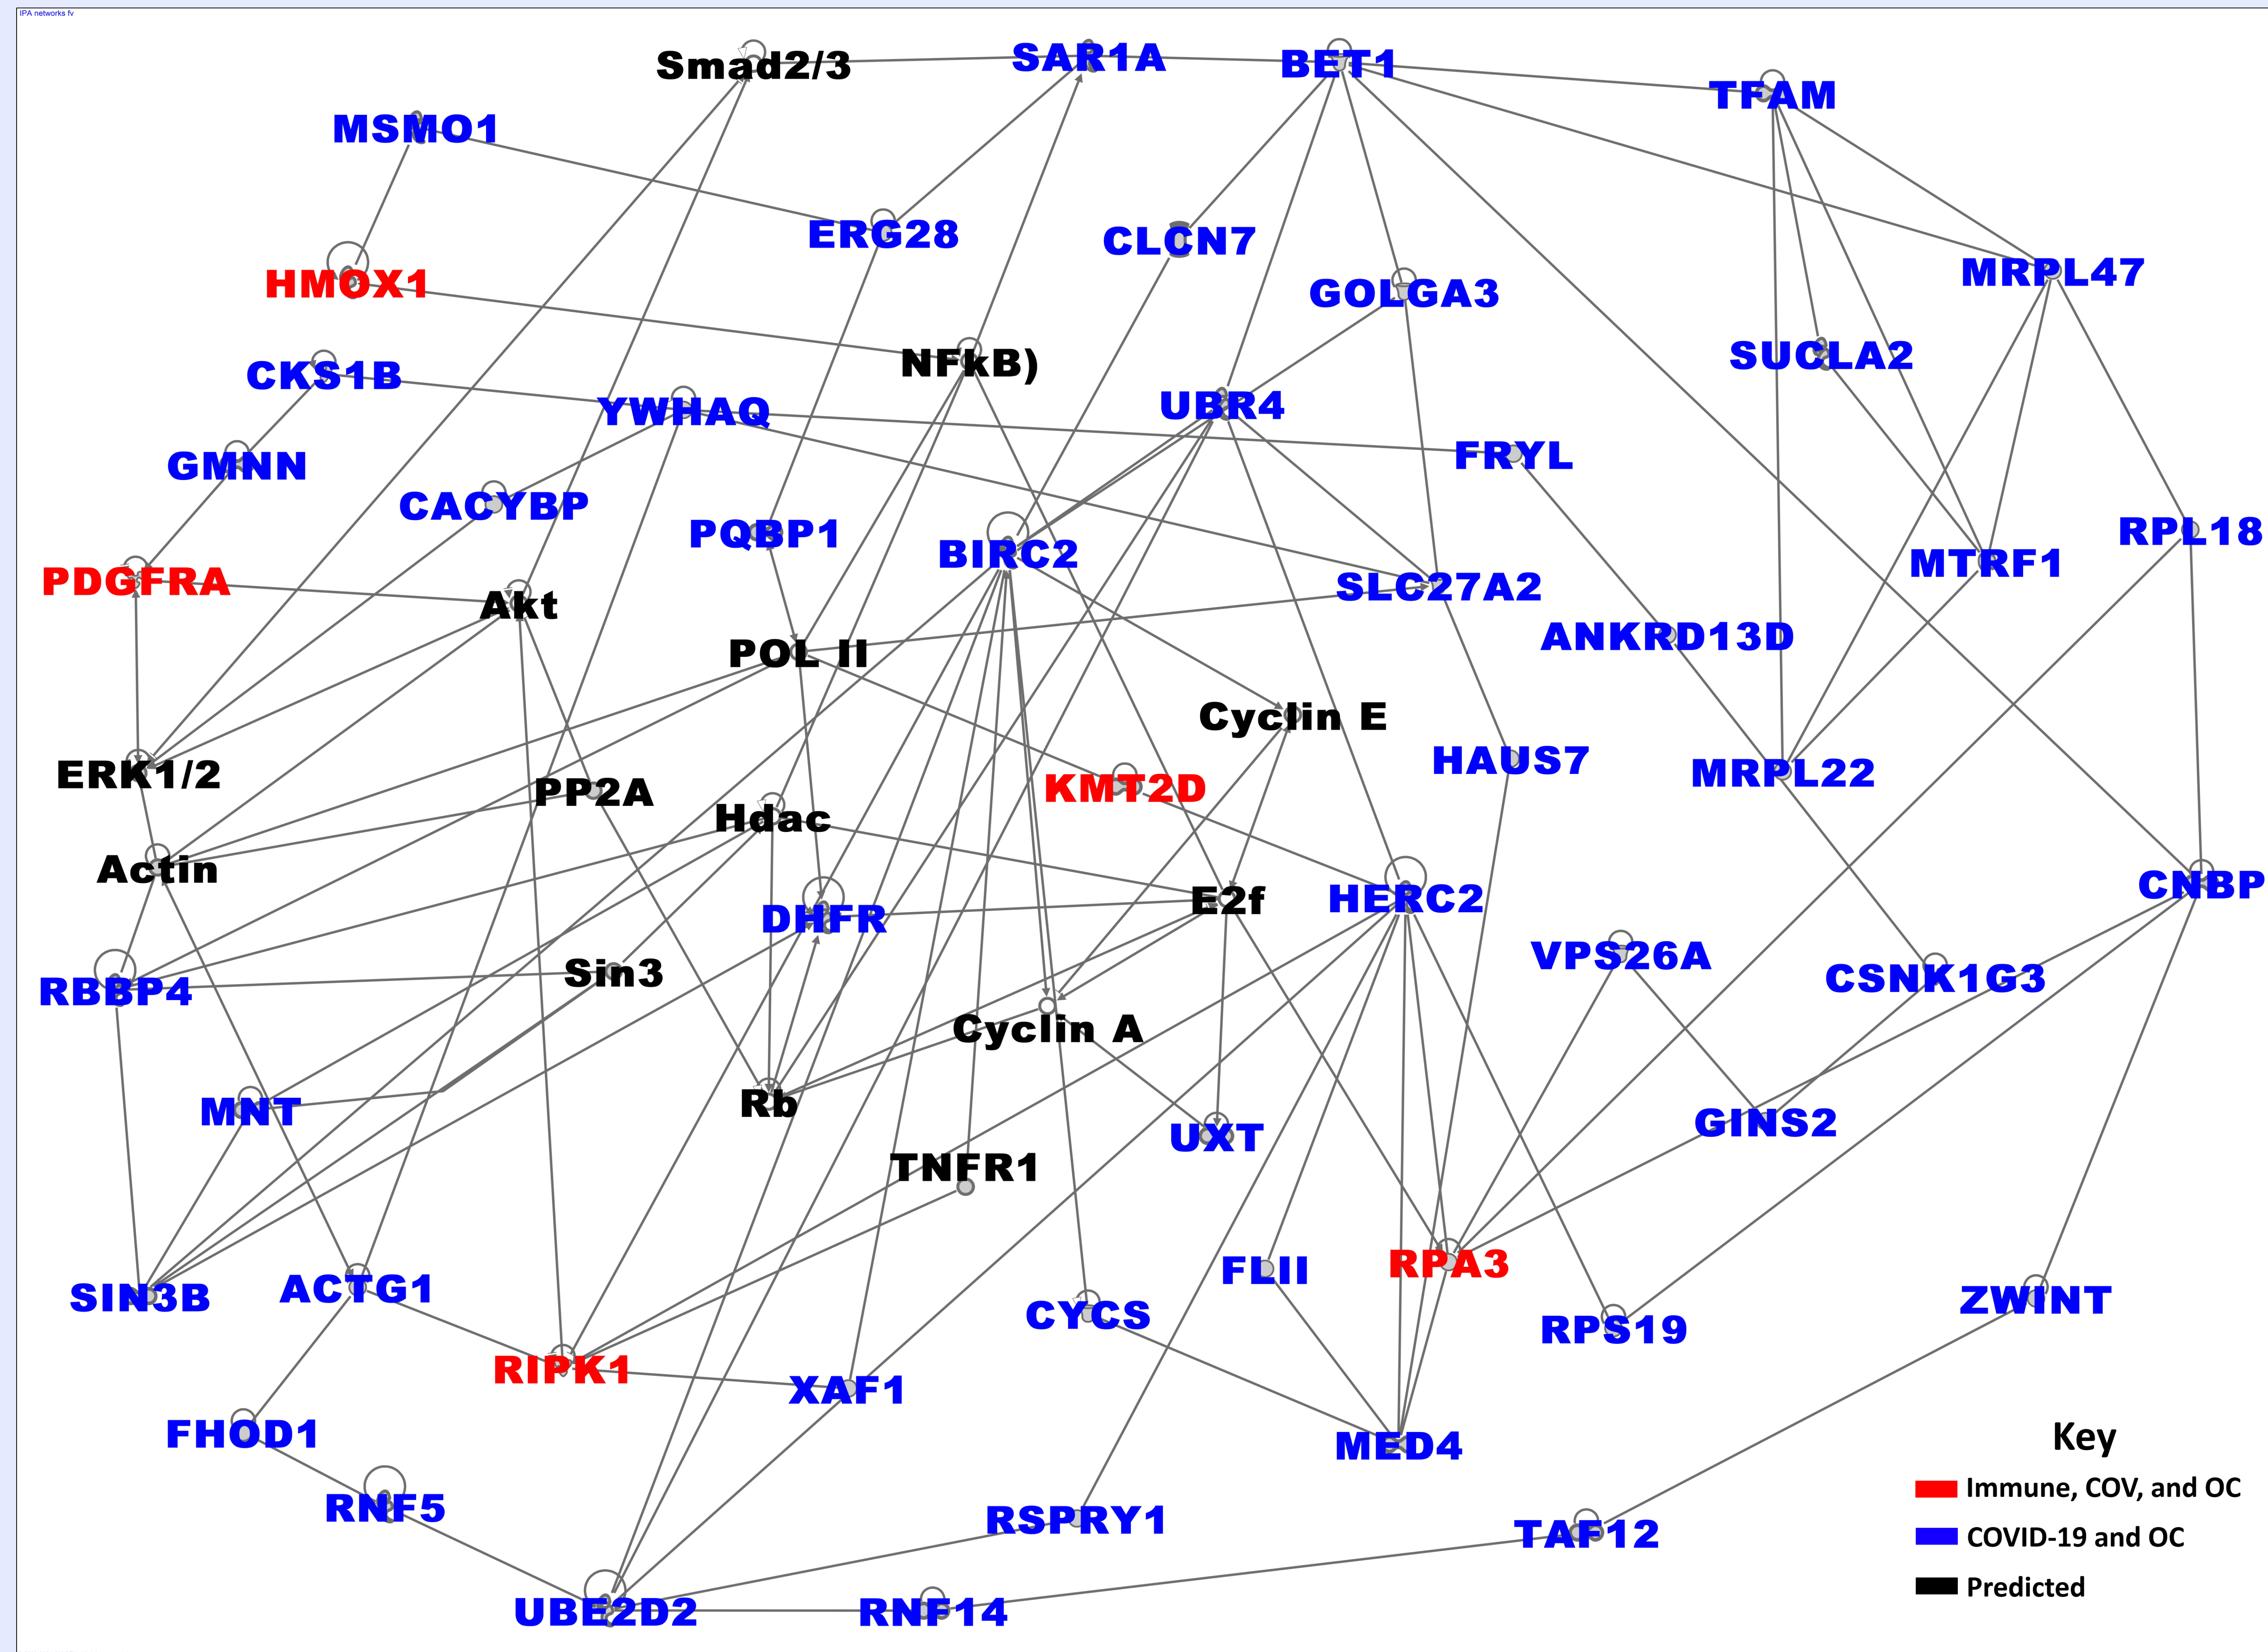 IPA networks fv
Smad2/3
SAR1A
BET1
TFAM
MSMO1
ERG28
CLCN7
GOLGA3
MRPL47
HMOX1
NFkB)
CKS1B
YWHAQ
UBR4
SUCLA2
GMNN
CACYBP
FRYL
PQBP1
BIRC2
RPL18
MTRF1
PDGFRA
Akt
SLC27A2
ANKRD13D
POL II
Cyclin E
HAUS7
ERK1/2
PP2A
KMT2D
MRPL22
Hdac
Actin
DHFR
E2f
HERC2
CNBP
VPS26A
RBBP4
Sin3
CSNK1G3
Cyclin A
MNT
Rb
UXT
GINS2
TNFR1
SIN3B
ACTG1
FLII
RPA3
CYCS
RPS19
ZWINT
RIPK1
XAF1
FHOD1
MED4
RNF5
RSPRY1
TAF12
UBE2D2
RNF14
Key
Immune, COV, and OC
COVID-19 and OC
Predicted